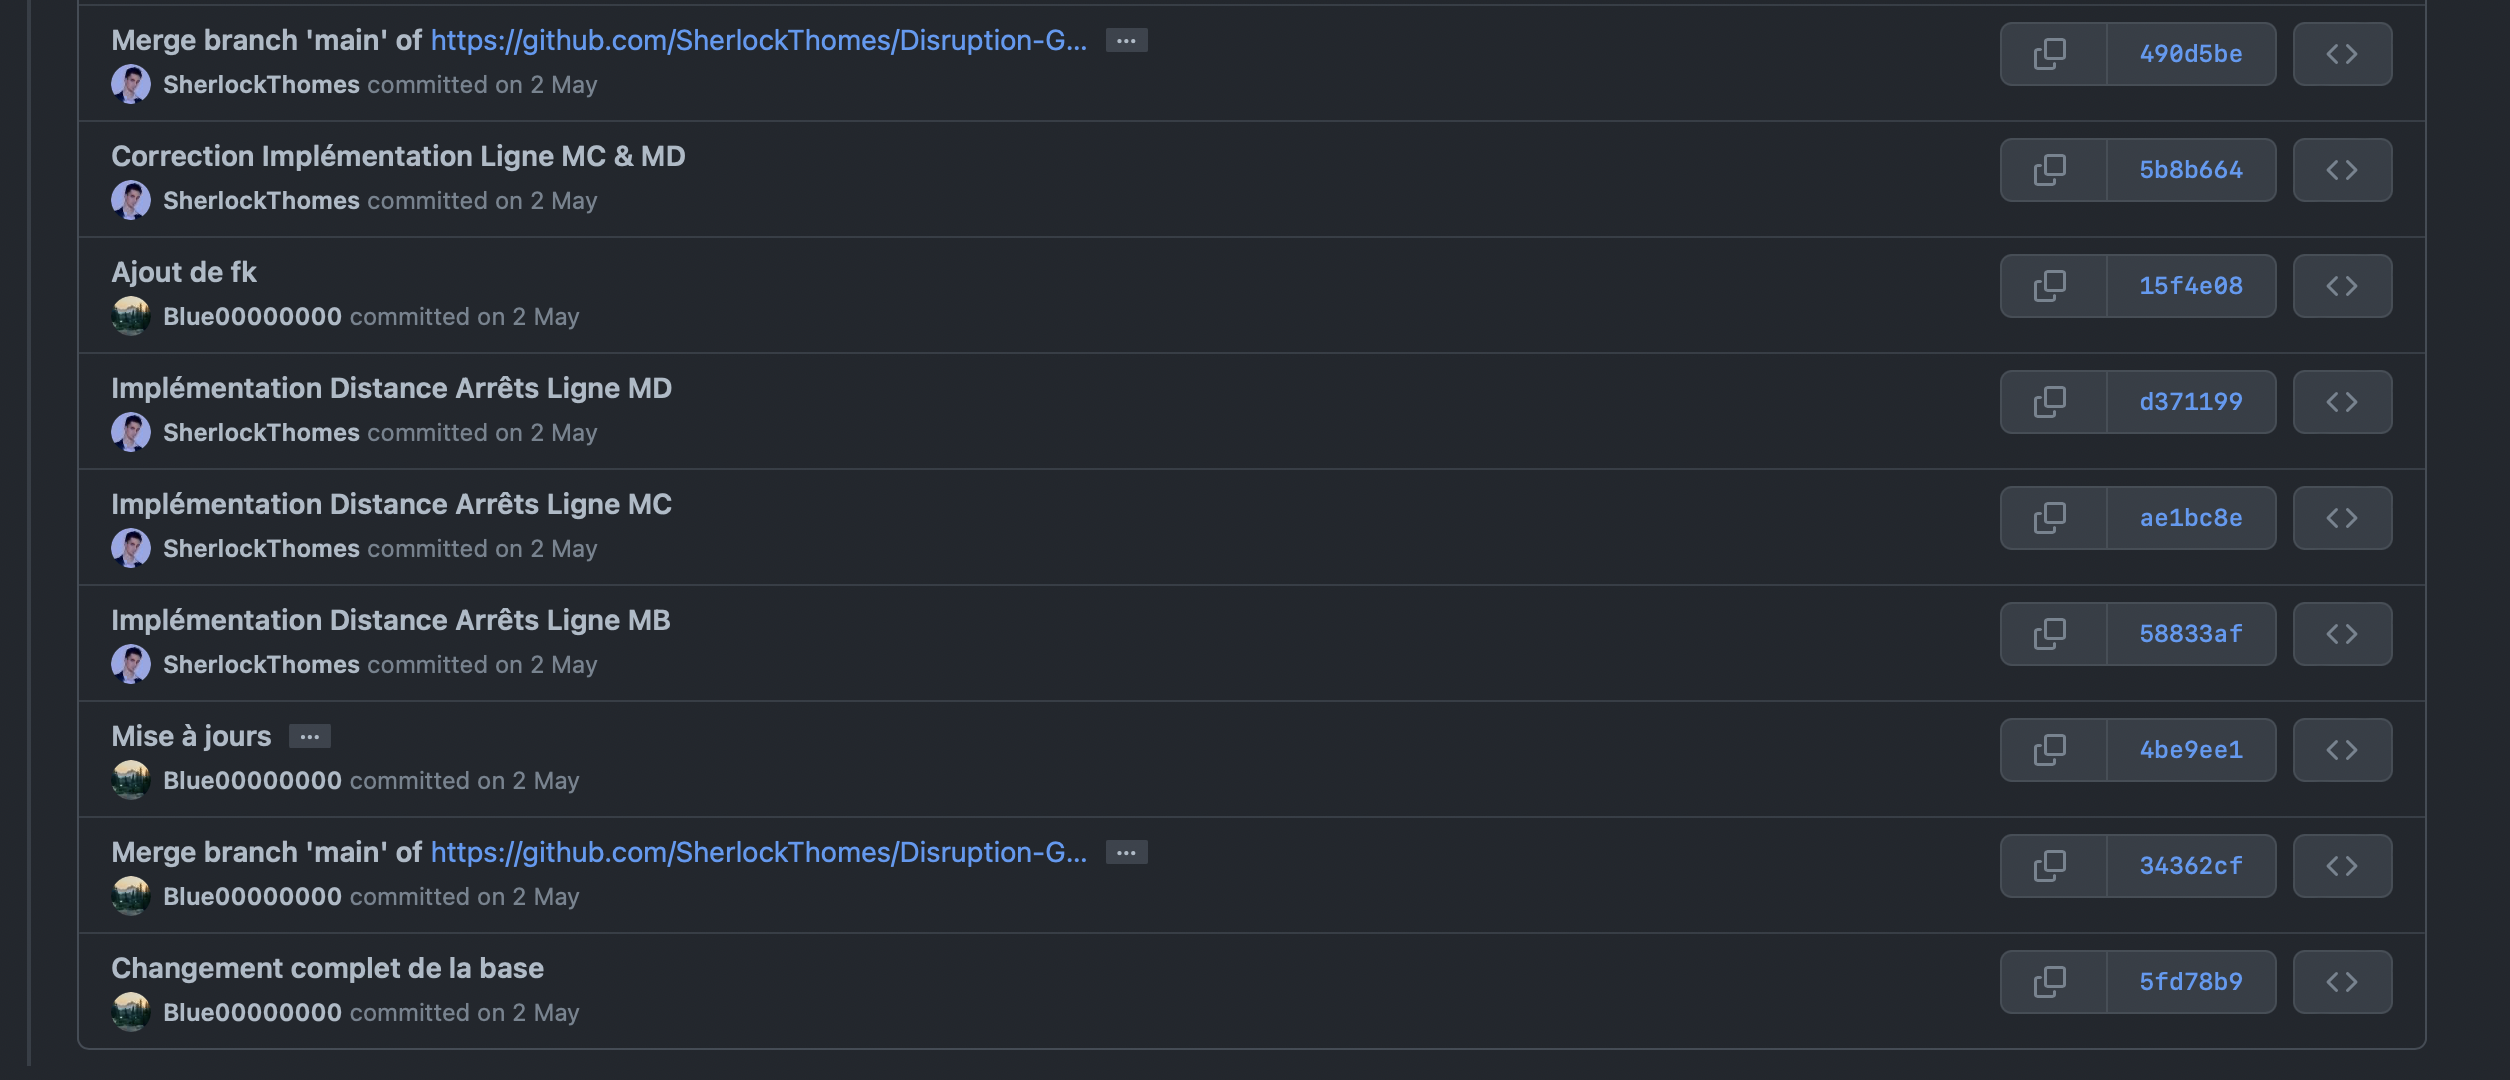 Merge branch 'main' of https://github.com/SherlockThomes/Disruption-G... ...
SherlockThomes committed on 2 May
490d5be
Correction Implémentation Ligne MC & MD
SherlockThomes committed on 2 May
5b8b664
Ajout de fk
Blue00000000 committed on 2 May
15f4e08
Implémentation Distance Arrêts Ligne MD
SherlockThomes committed on 2 May
d371199
Implémentation Distance Arrêts Ligne MC
SherlockThomes committed on 2 May
ae1bc8e
Implémentation Distance Arrêts Ligne MB
SherlockThomes committed on 2 May
58833af
Mise à jours ...
Blue00000000 committed on 2 May
4be9ee1
Merge branch 'main' of https://github.com/SherlockThomes/Disruption-G... ...
Blue00000000 committed on 2 May
34362cf
Changement complet de la base
Blue00000000 committed on 2 May
5fd78b9